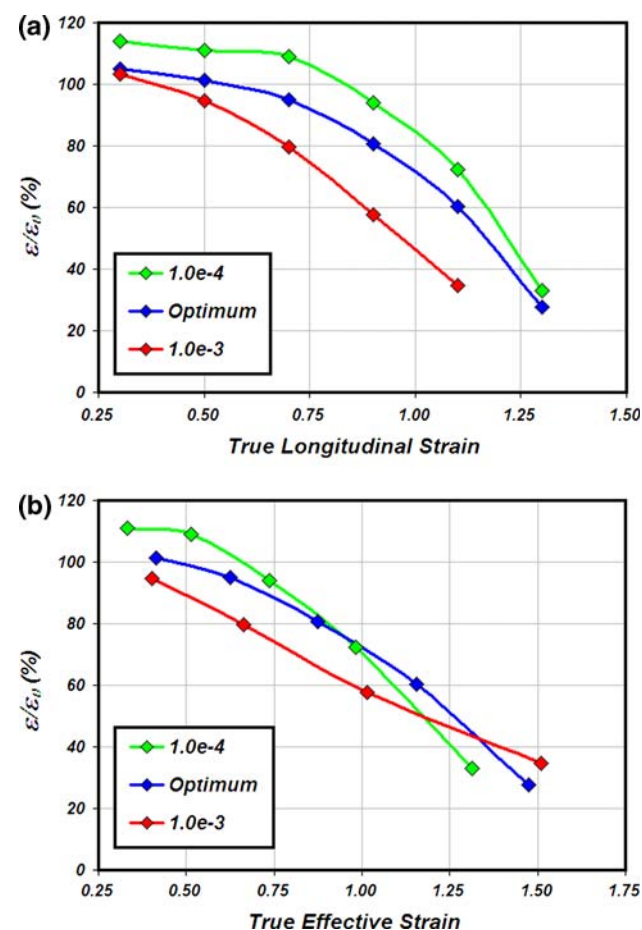 (a)
120
100
80
60
40
20
0
ε/ε₀ (%)
1.0e-4
Optimum
1.0e-3
0.25 0.50 0.75 1.00 1.25 1.50
True Longitudinal Strain
(b)
120
100
80
60
40
20
0
ε/ε₀ (%)
1.0e-4
Optimum
1.0e-3
0.25 0.50 0.75 1.00 1.25 1.50 1.75
True Effective Strain